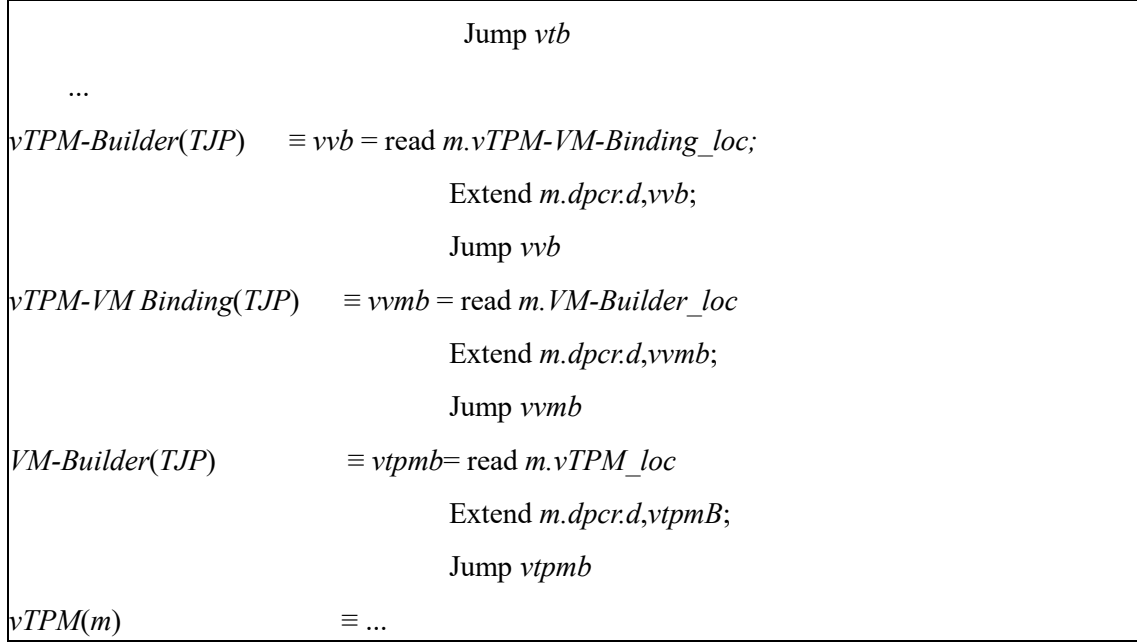 Jump vtb
...
vTPM-Builder(TJP) ≡ vvb = read m.vTPM-VM-Binding_loc;
Extend m.dpcr.d,vvb;
Jump vvb
vTPM-VM Binding(TJP) ≡ vvmb = read m.VM-Builder_loc
Extend m.dpcr.d,vvmb;
Jump vvmb
VM-Builder(TJP) ≡ vtpmb= read m.vTPM_loc
Extend m.dpcr.d,vtpmB;
Jump vtpmb
vTPM(m) ≡ ...